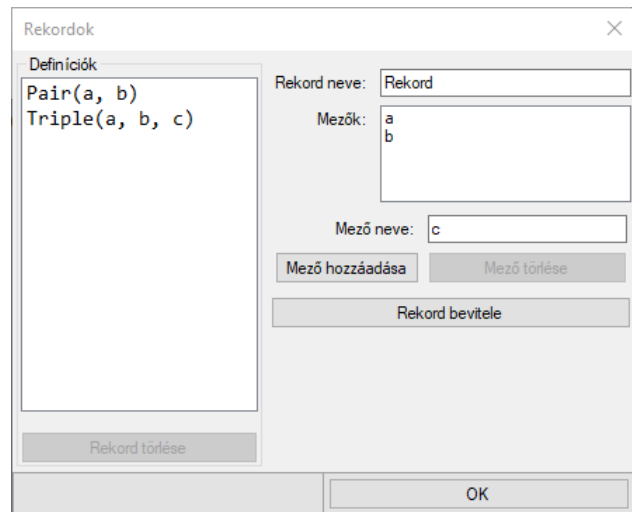 Rekordok
Definíciók
Pair(a, b)
Triple(a, b, c)
Rekord törlése
Rekord neve: Rekord
Mezők: a
b
Mező neve: c
Mező hozzáadása Mező törlése
Rekord bevitele
OK